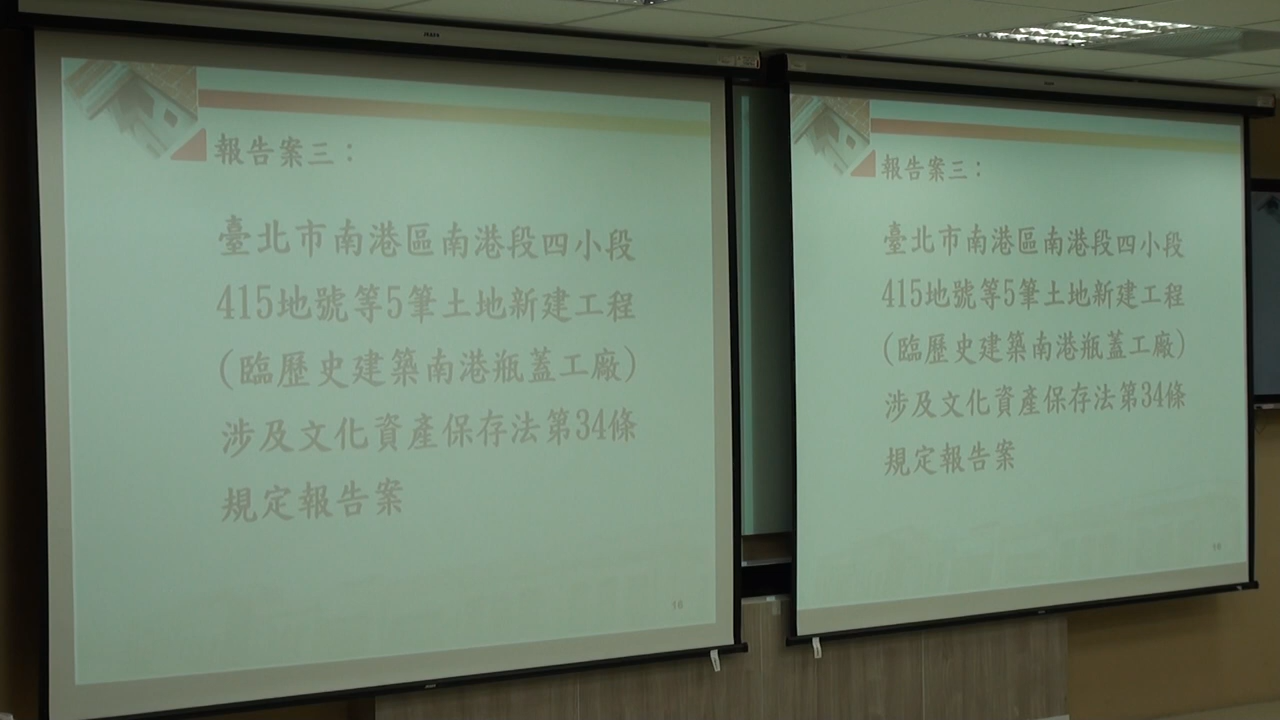 報告案三：
臺北市南港區南港段四小段
415地號等5筆土地新建工程
(臨歷史建築南港瓶蓋工廠)
涉及文化資產保存法第34條
規定報告案
16
報告案三：
臺北市南港區南港段四小段
415地號等5筆土地新建工程
(臨歷史建築南港瓶蓋工廠)
涉及文化資產保存法第34條
規定報告案
16